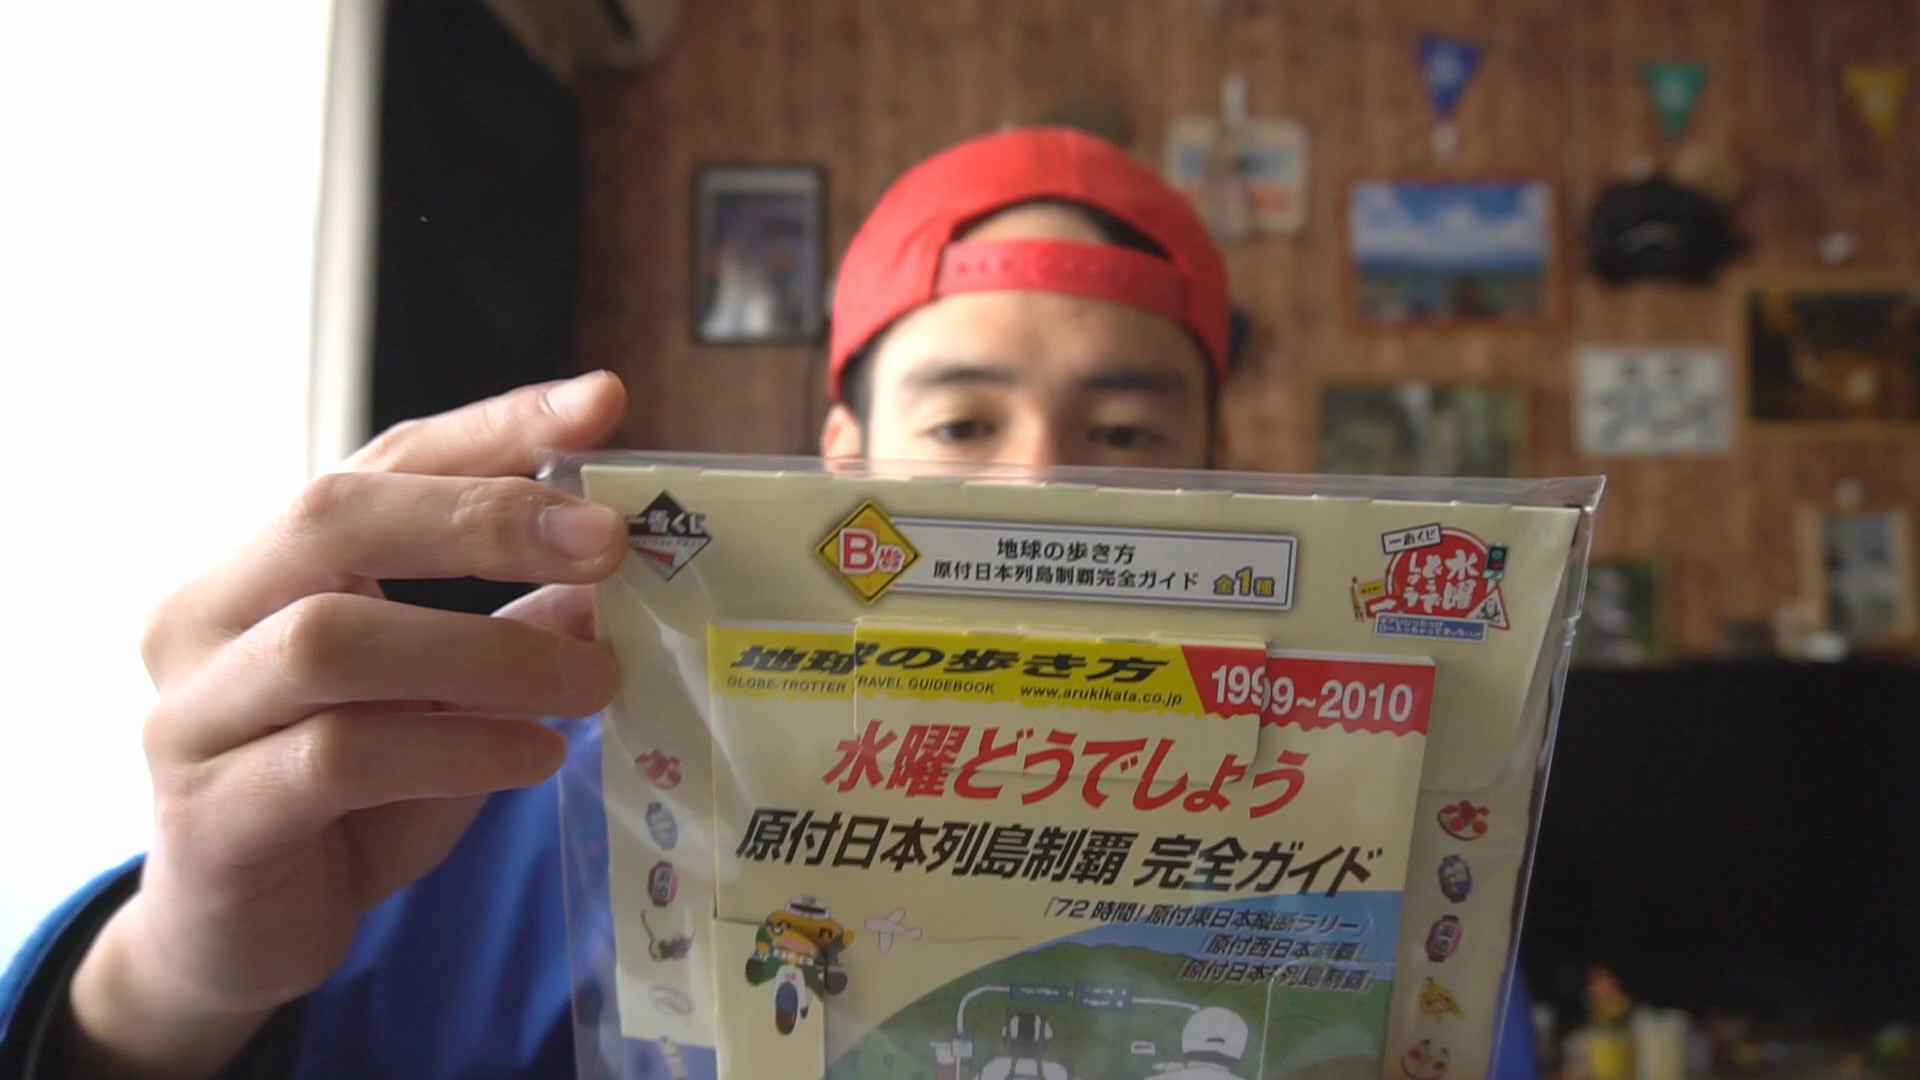 一番くじ
B賞
地球の歩き方
原付日本列島制覇完全ガイド 全1種
一番くじ
水曜どうでしょう
地球の歩き方
GLOBE-TROTTER TRAVEL GUIDEBOOK www.arukikata.co.jp
1999~2010
水曜どうでしょう
原付日本列島制覇 完全ガイド
「72時間!原付東日本縦断ラリー」
「原付西日本制覇」
「原付日本列島制覇」